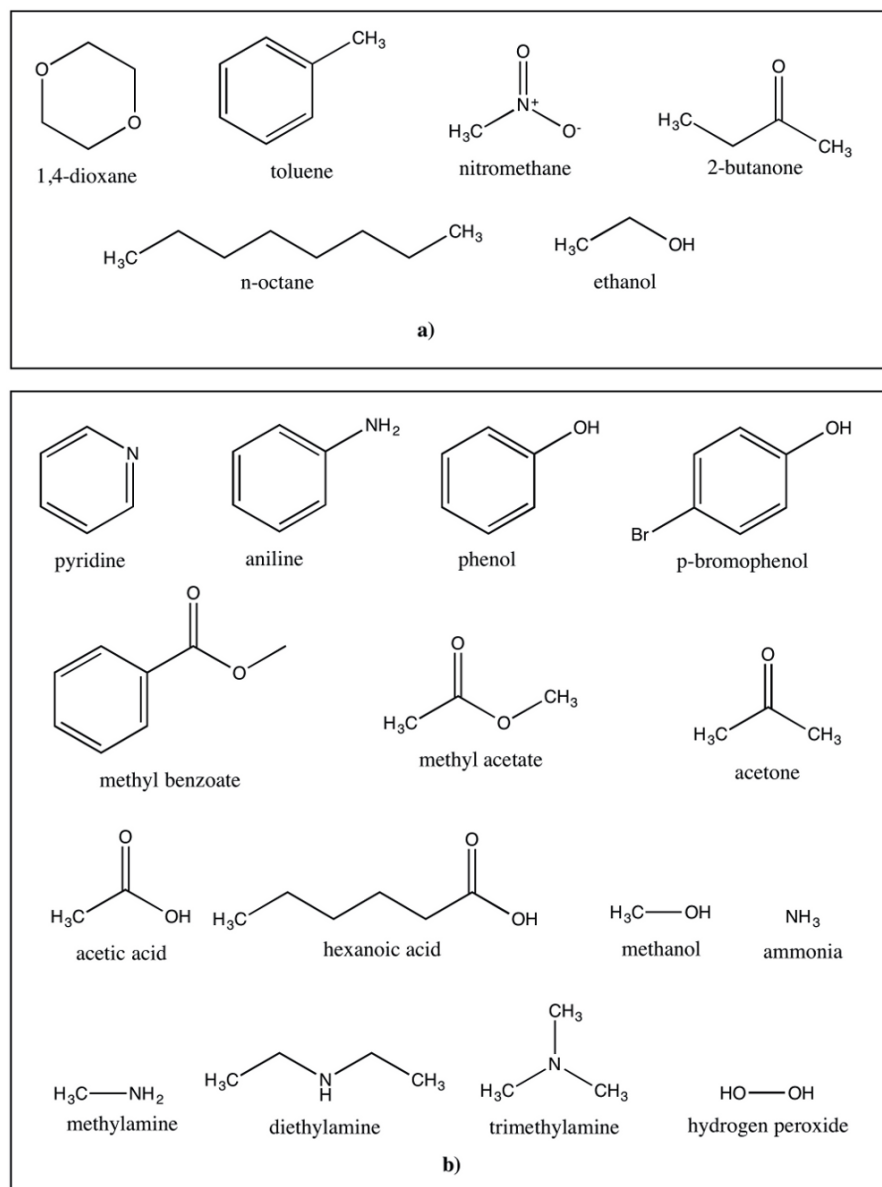 O
O
1,4-dioxane
CH3
toluene
O
N+
H3C
O-
nitromethane
O
H3C
CH3
2-butanone
H3C
CH3
n-octane
H3C
OH
ethanol
a)
N
pyridine
NH2
aniline
OH
phenol
OH
Br
p-bromophenol
O
O
methyl benzoate
O
CH3
H3C
O
methyl acetate
O
H3C
CH3
acetone
O
H3C
OH
acetic acid
O
H3C
OH
hexanoic acid
H3C
OH
methanol
NH3
ammonia
H3C
NH2
methylamine
H3C
N
H
CH3
diethylamine
CH3
N
H3C
CH3
trimethylamine
HO
OH
hydrogen peroxide
b)